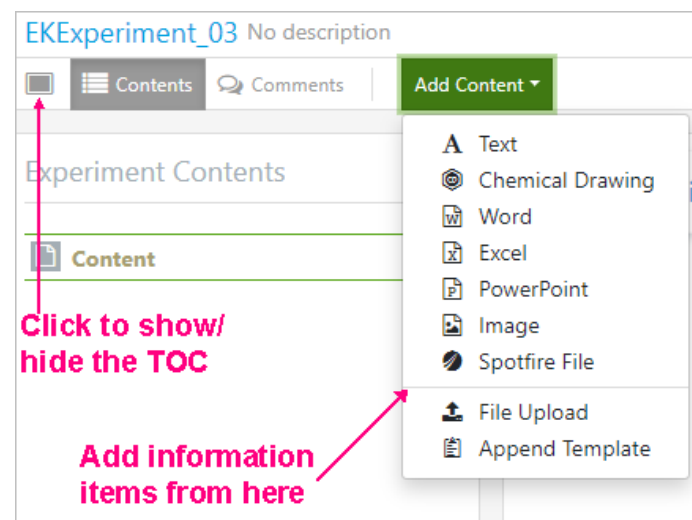 EKExperiment_03 No description
Contents Comments Add Content
Experiment Contents
Content
A Text
Chemical Drawing
Word
Excel
PowerPoint
Image
Spotfire File
File Upload
Append Template
Click to show/
hide the TOC
Add information
items from here